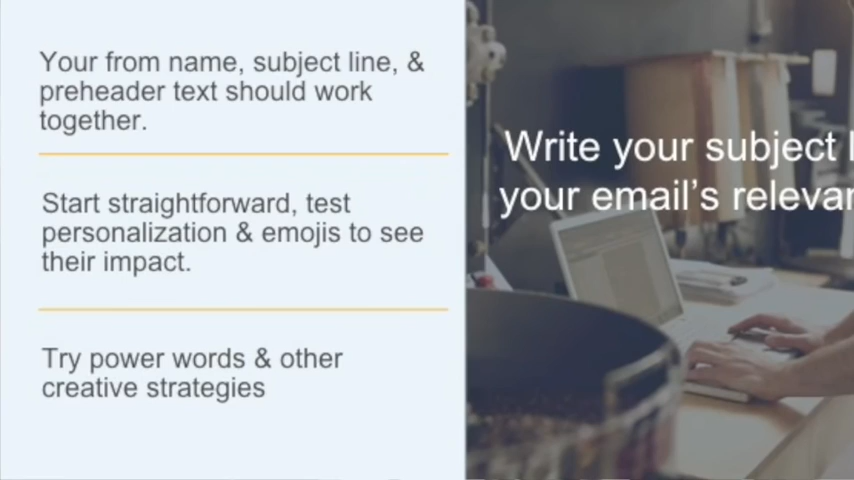 Your from name, subject line, &
preheader text should work
together.
Start straightforward, test
personalization & emojis to see
their impact.
Try power words & other
creative strategies
Write your subject
your email's